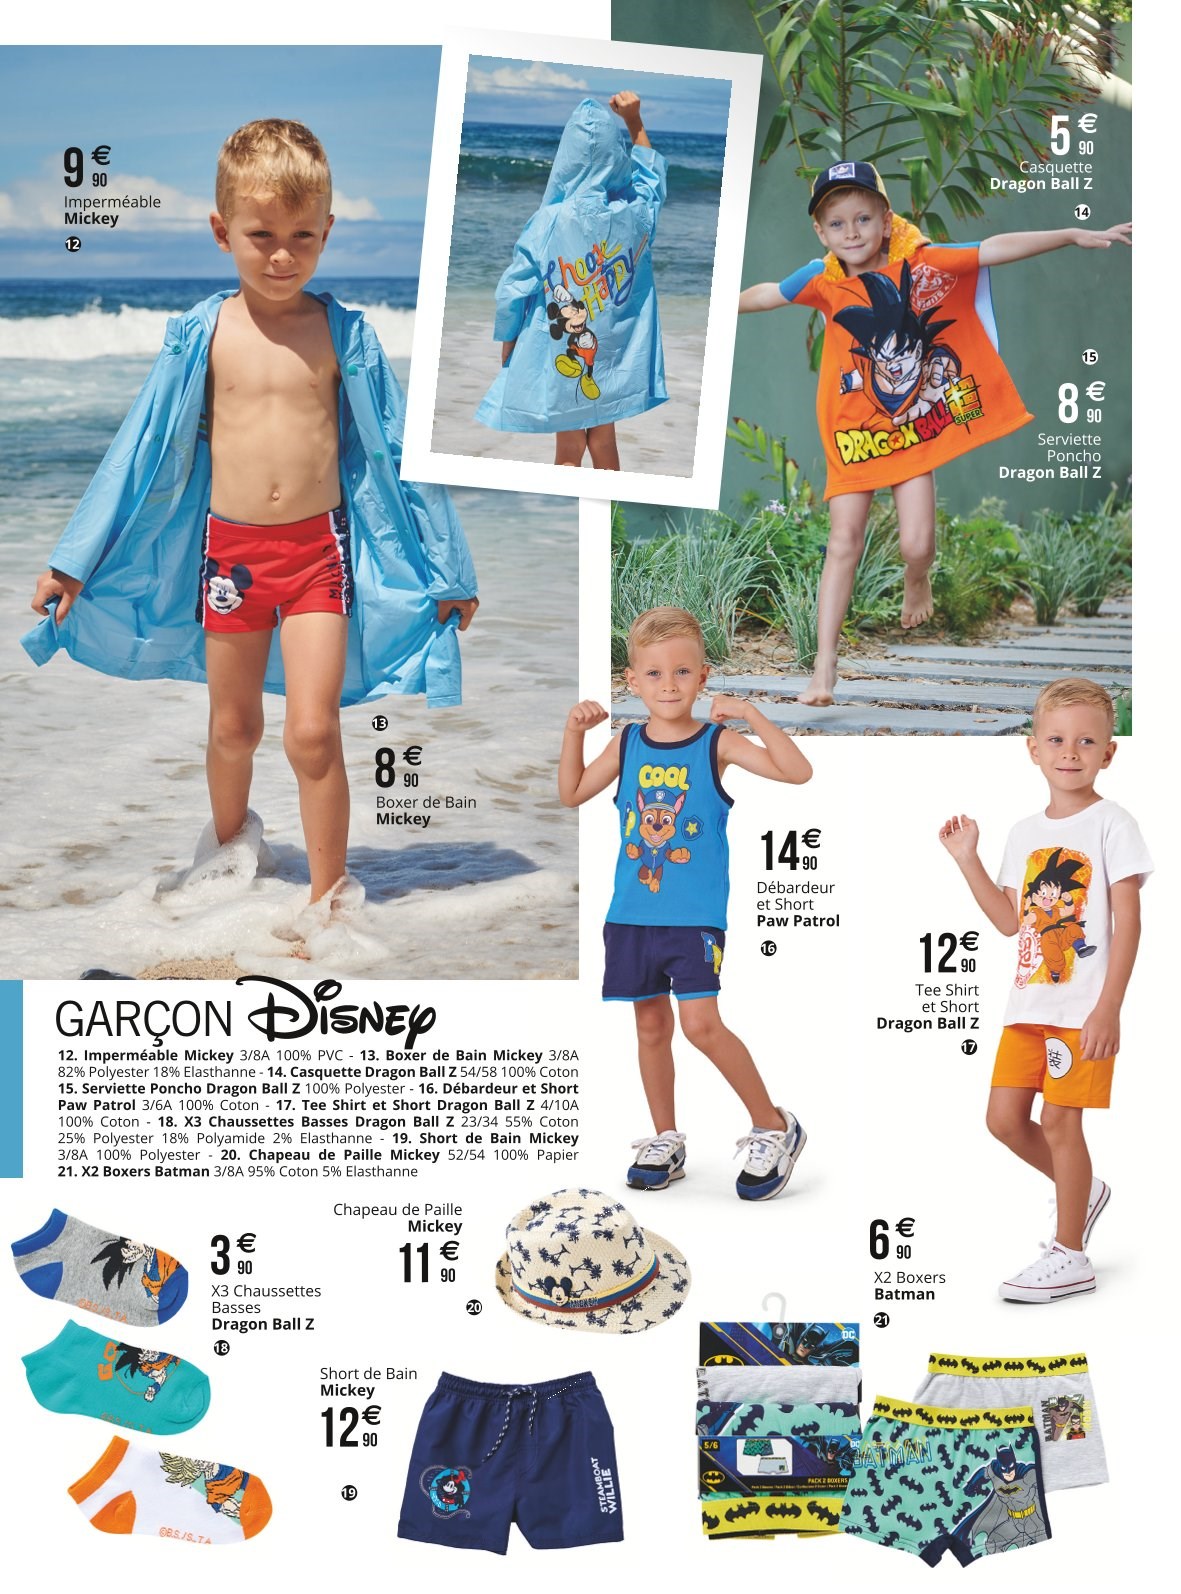 9€90
Imperméable
Mickey
12
Choose
Happy
5€90
Casquette
Dragon Ball Z
14
DRAGON BALL
SUPER
15
8€90
Serviette
Poncho
Dragon Ball Z
13
8€90
Boxer de Bain
Mickey
COOL
14€90
Débardeur
et Short
Paw Patrol
16
12€90
Tee Shirt
et Short
Dragon Ball Z
17
GARÇON Disney
12. Imperméable Mickey 3/8A 100% PVC - 13. Boxer de Bain Mickey 3/8A
82% Polyester 18% Elasthanne - 14. Casquette Dragon Ball Z 54/58 100% Coton
15. Serviette Poncho Dragon Ball Z 100% Polyester - 16. Débardeur et Short
Paw Patrol 3/6A 100% Coton - 17. Tee Shirt et Short Dragon Ball Z 4/10A
100% Coton - 18. X3 Chaussettes Basses Dragon Ball Z 23/34 55% Coton
25% Polyester 18% Polyamide 2% Elasthanne - 19. Short de Bain Mickey
3/8A 100% Polyester - 20. Chapeau de Paille Mickey 52/54 100% Papier
21. X2 Boxers Batman 3/8A 95% Coton 5% Elasthanne
3€90
X3 Chaussettes
Basses
Dragon Ball Z
18
©B.S./S.,T.A.
Chapeau de Paille
Mickey
11€90
20
Short de Bain
Mickey
12€90
19
STEAMBOAT
WILLIE
6€90
X2 Boxers
Batman
21
DC
5/6
PACK 2 BOXERS
BATMAN